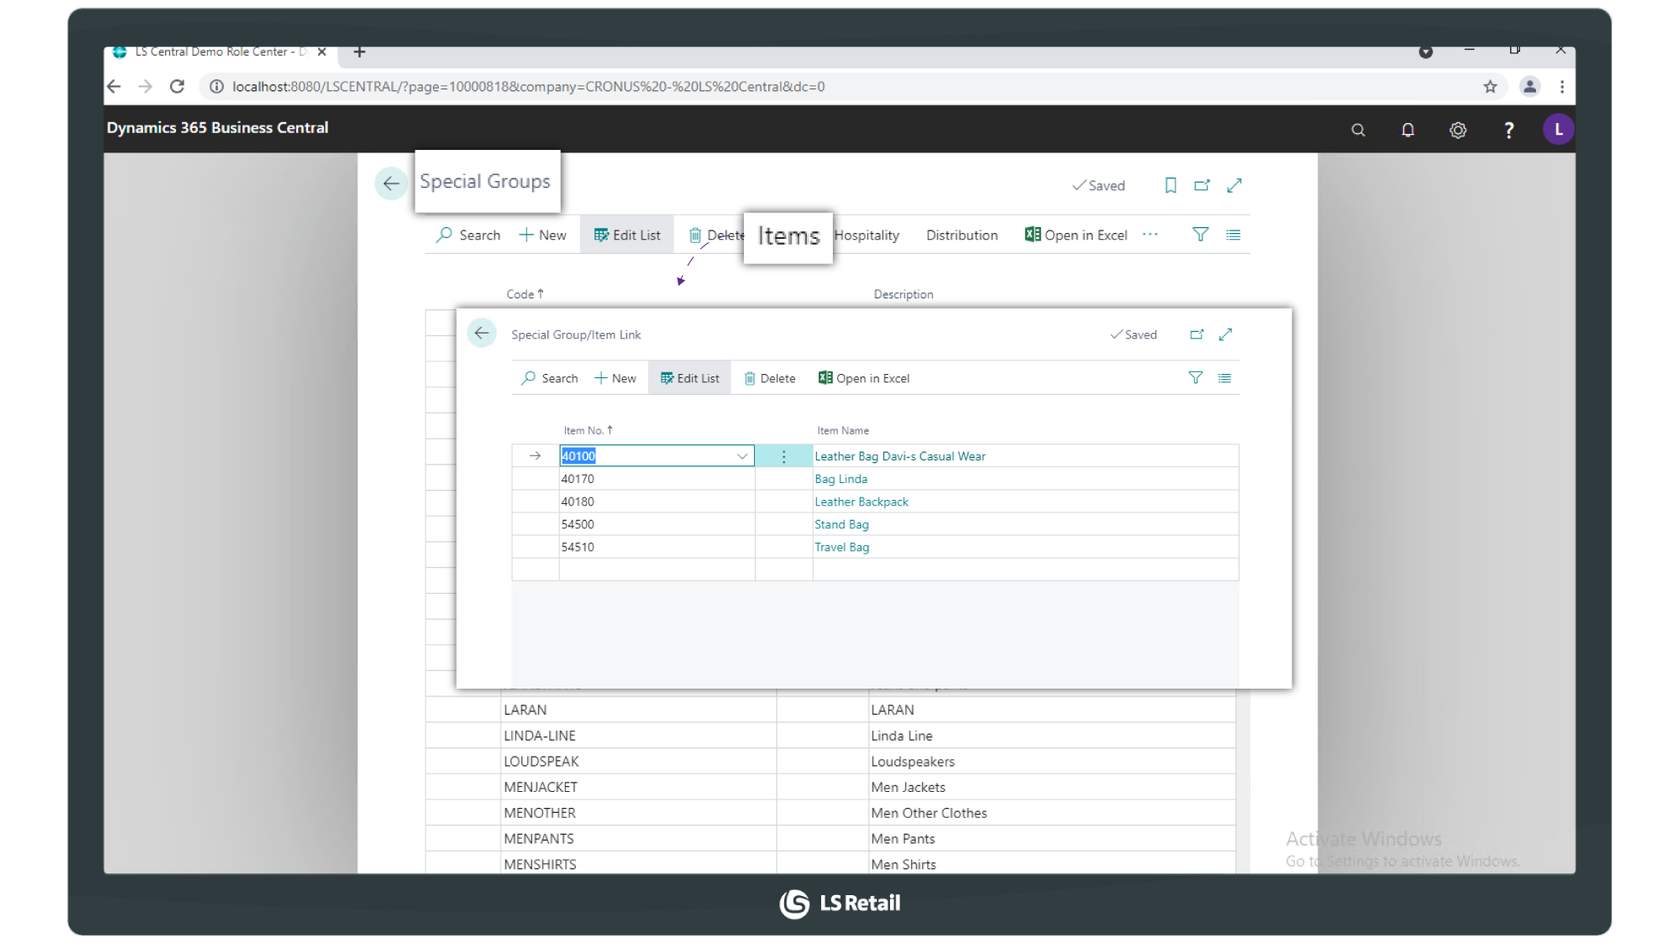 LS Central Demo Role Center - D
localhost:8080/LSCENTRAL/?page=10000818&company=CRONUS%20-%20LS%20Central&dc=0
Dynamics 365 Business Central
L
Special Groups
Saved
Search
New
Edit List
Delete
Items
Hospitality
Distribution
Open in Excel
Code
Description
Special Group/Item Link
Saved
Search
New
Edit List
Delete
Open in Excel
Item No.
Item Name
40100 Leather Bag Davi-s Casual Wear
40170 Bag Linda
40180 Leather Backpack
54500 Stand Bag
54510 Travel Bag
LARAN LARAN
LINDA-LINE Linda Line
LOUDSPEAK Loudspeakers
MENJACKET Men Jackets
MENOTHER Men Other Clothes
MENPANTS Men Pants
MENSHIRTS Men Shirts
Activate Windows
Go to Settings to activate Windows.
LS Retail